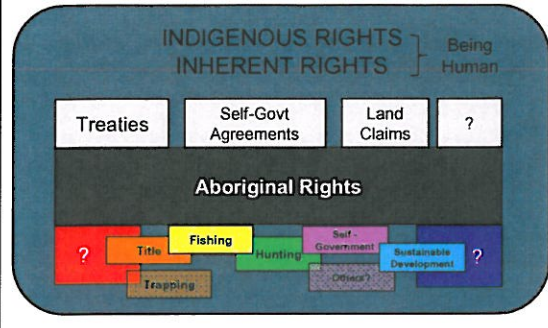 INDIGENOUS RIGHTS
INHERENT RIGHTS
Being
Human
Treaties
Self-Govt
Agreements
Land
Claims
?
Aboriginal Rights
?
Title
Trapping
Fishing
Hunting
Self -
Government
Others?
Sustainable
Development
?